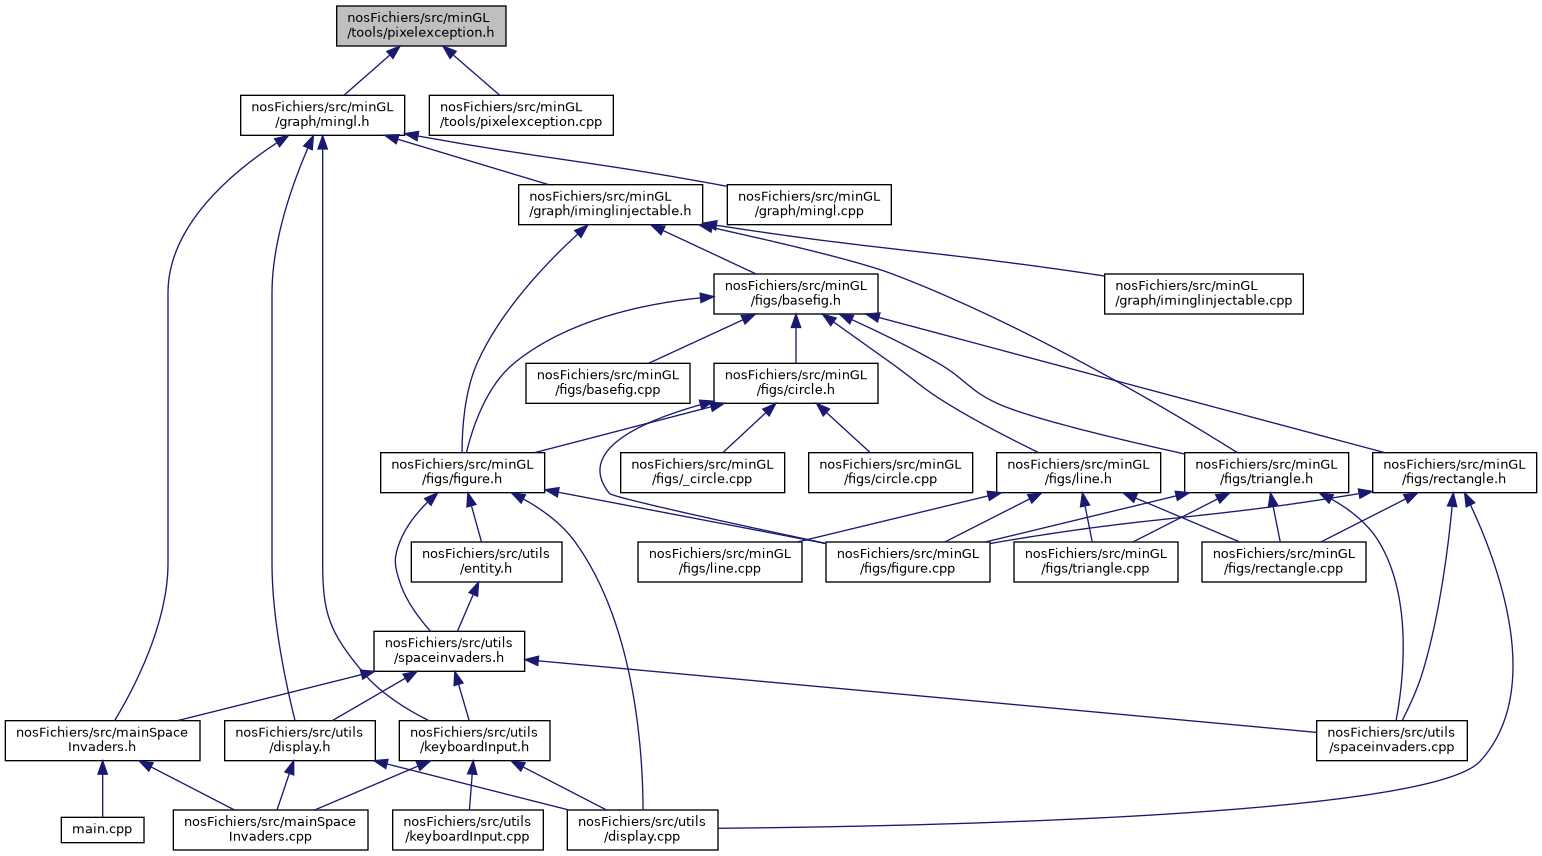 nosFichiers/src/minGL
/tools/pixelexception.h
nosFichiers/src/minGL
/graph/mingl.h
nosFichiers/src/minGL
/tools/pixelexception.cpp
nosFichiers/src/minGL
/graph/iminglinjectable.h
nosFichiers/src/minGL
/graph/mingl.cpp
nosFichiers/src/minGL
/figs/basefig.h
nosFichiers/src/minGL
/graph/iminglinjectable.cpp
nosFichiers/src/minGL
/figs/basefig.cpp
nosFichiers/src/minGL
/figs/circle.h
nosFichiers/src/minGL
/figs/figure.h
nosFichiers/src/minGL
/figs/_circle.cpp
nosFichiers/src/minGL
/figs/circle.cpp
nosFichiers/src/minGL
/figs/line.h
nosFichiers/src/minGL
/figs/triangle.h
nosFichiers/src/minGL
/figs/rectangle.h
nosFichiers/src/utils
/entity.h
nosFichiers/src/minGL
/figs/line.cpp
nosFichiers/src/minGL
/figs/figure.cpp
nosFichiers/src/minGL
/figs/triangle.cpp
nosFichiers/src/minGL
/figs/rectangle.cpp
nosFichiers/src/utils
/spaceinvaders.h
nosFichiers/src/mainSpace
Invaders.h
nosFichiers/src/utils
/display.h
nosFichiers/src/utils
/keyboardInput.h
nosFichiers/src/utils
/spaceinvaders.cpp
main.cpp
nosFichiers/src/mainSpace
Invaders.cpp
nosFichiers/src/utils
/keyboardInput.cpp
nosFichiers/src/utils
/display.cpp